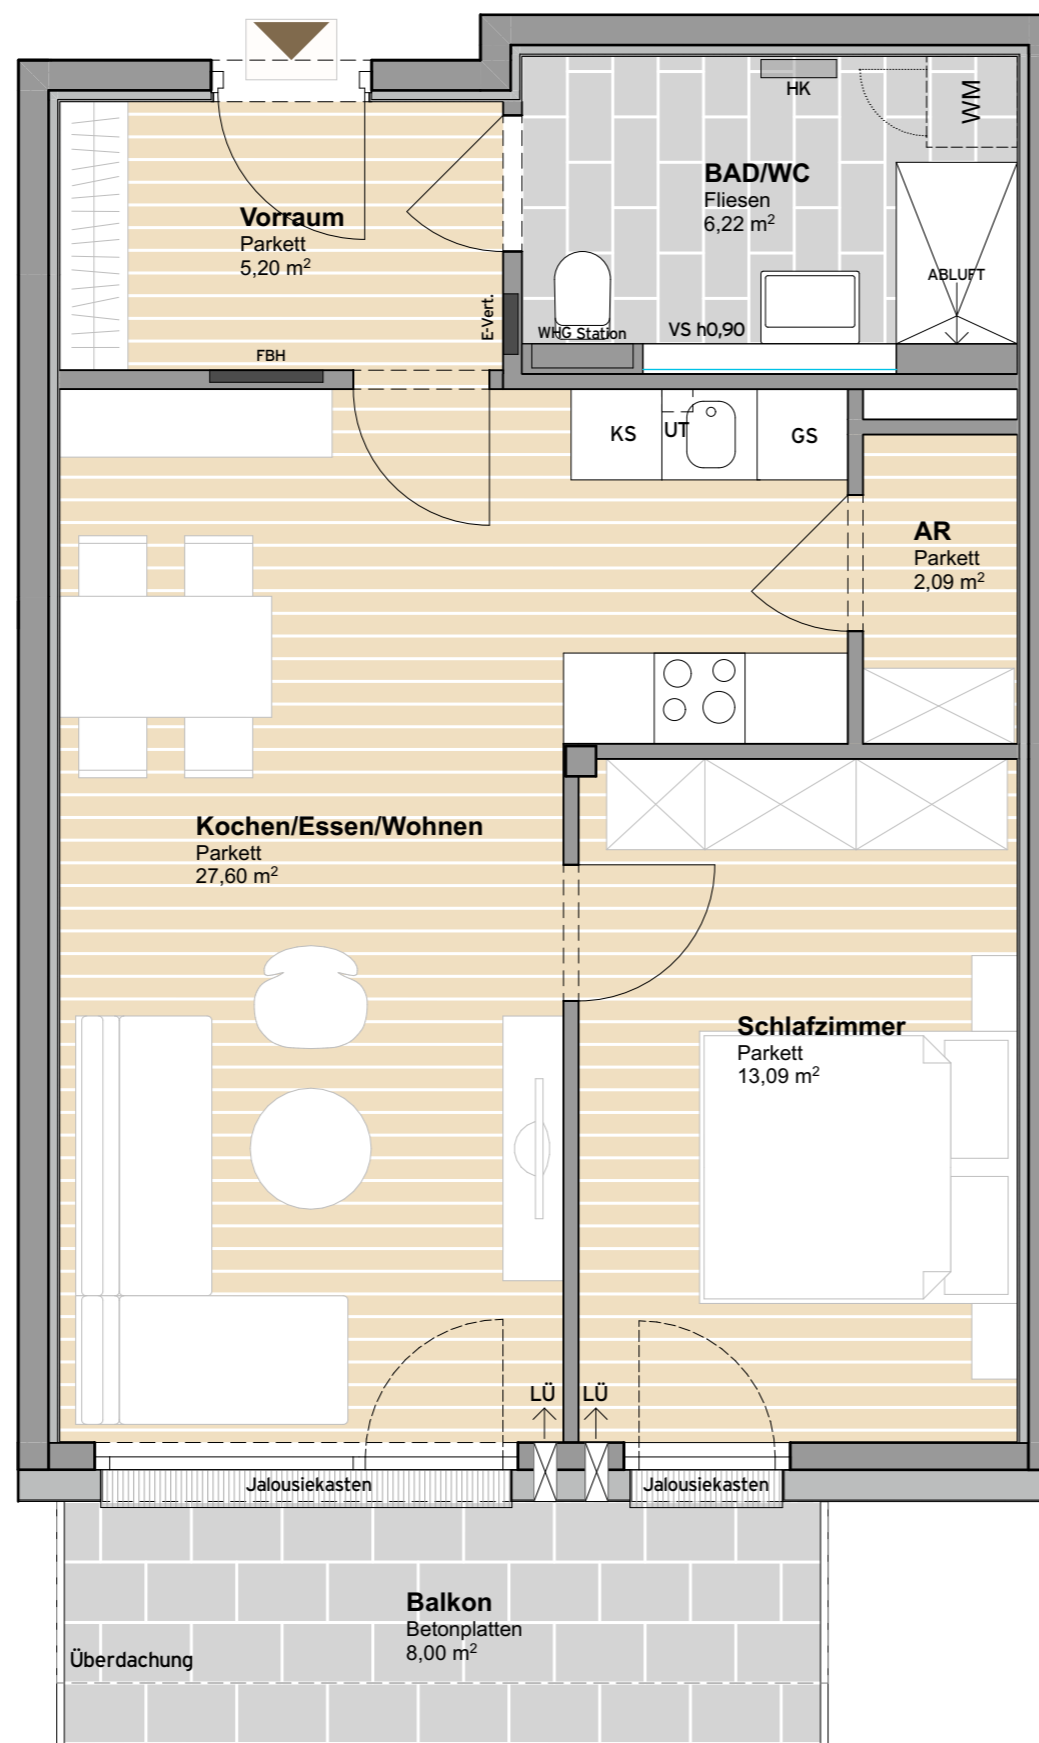 HK
WM
BAD/WC
Fliesen
6,22 m²
Vorraum
Parkett
5,20 m²
ABLUFT
E-Vert.
WHG Station
VS h0,90
FBH
KS
UT
GS
AR
Parkett
2,09 m²
Kochen/Essen/Wohnen
Parkett
27,60 m²
Schlafzimmer
Parkett
13,09 m²
LÜ
LÜ
Jalousiekasten
Jalousiekasten
Balkon
Betonplatten
8,00 m²
Überdachung